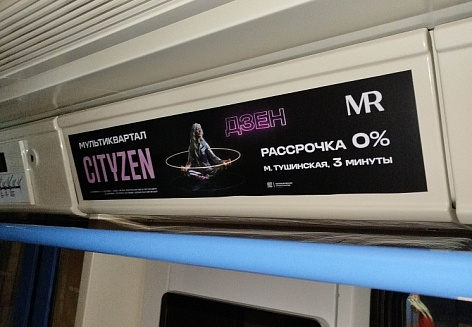 МУЛЬТИКВАРТАЛ
CITYZEN
ДЗЕН
MR
РАССРОЧКА 0%
М. ТУШИНСКАЯ, 3 МИНУТЫ